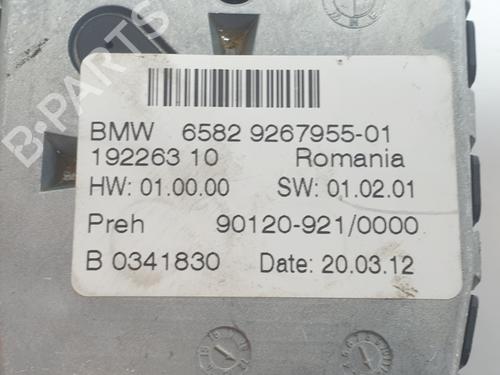 B-PARTS
BMW 6582 9267955-01
192263 10 Romania
HW: 01.00.00 SW: 01.02.01
Preh 90120-921/0000
B 0341830 Date: 20.03.12